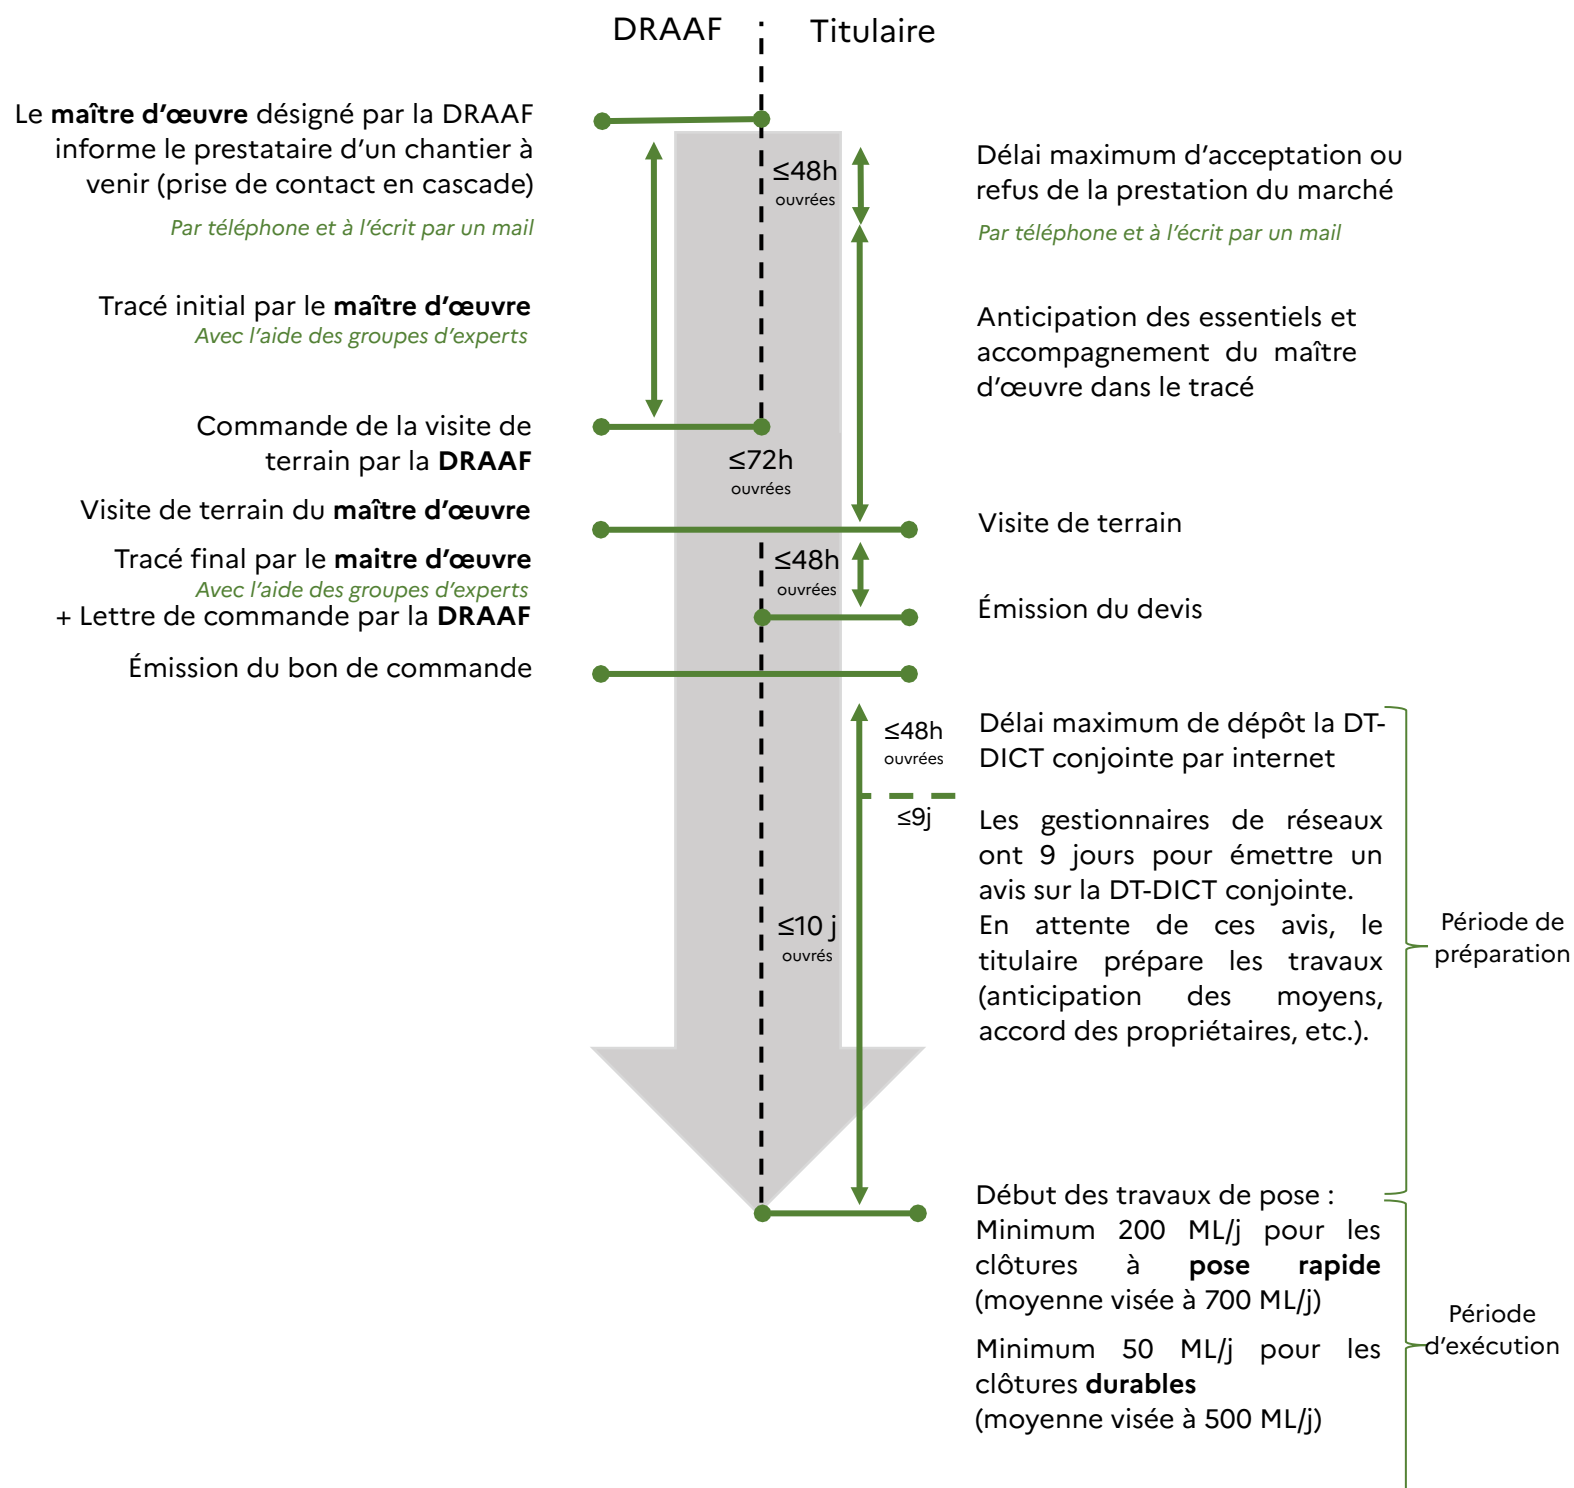 DRAAF
Titulaire
Le maître d’œuvre désigné par la DRAAF
informe le prestataire d’un chantier à
venir (prise de contact en cascade)
Par téléphone et à l’écrit par un mail
≤48h
ouvrées
Délai maximum d’acceptation ou
refus de la prestation du marché
Par téléphone et à l’écrit par un mail
Tracé initial par le maître d’œuvre
Avec l’aide des groupes d’experts
Anticipation des essentiels et
accompagnement du maître
d’œuvre dans le tracé
Commande de la visite de
terrain par la DRAAF
≤72h
ouvrées
Visite de terrain du maître d’œuvre
Visite de terrain
Tracé final par le maitre d’œuvre
Avec l’aide des groupes d’experts
+ Lettre de commande par la DRAAF
≤48h
ouvrées
Émission du devis
Émission du bon de commande
≤48h
ouvrées
Délai maximum de dépôt la DT-
DICT conjointe par internet
≤9j
Les gestionnaires de réseaux
ont 9 jours pour émettre un
avis sur la DT-DICT conjointe.
En attente de ces avis, le
titulaire prépare les travaux
(anticipation des moyens,
accord des propriétaires, etc.).
≤10 j
ouvrés
Période de
préparation
Début des travaux de pose :
Minimum 200 ML/j pour les
clôtures à pose rapide
(moyenne visée à 700 ML/j)
Minimum 50 ML/j pour les
clôtures durables
(moyenne visée à 500 ML/j)
Période
d’exécution